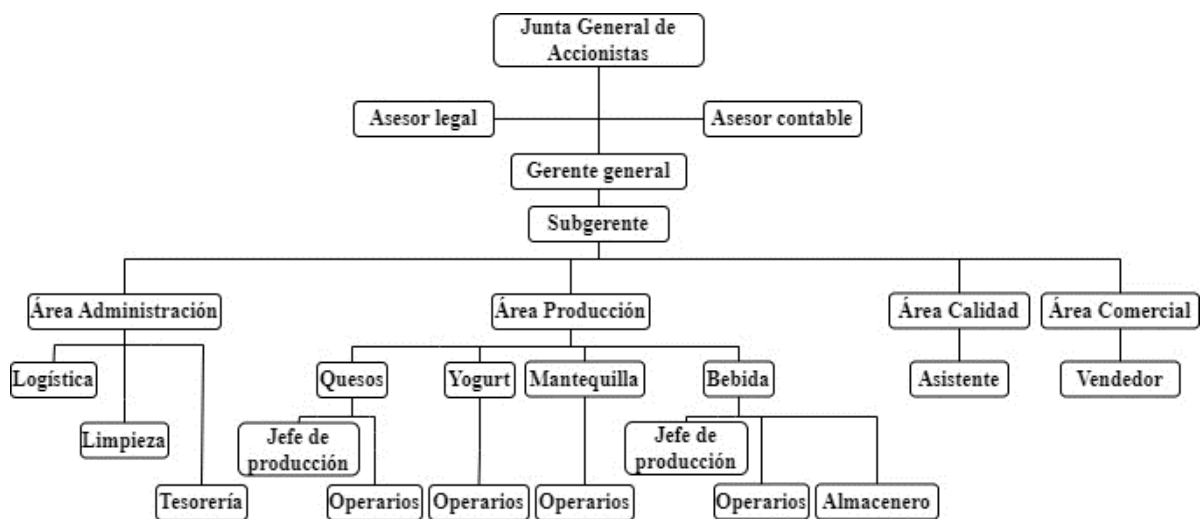 Junta General de
Accionistas
Asesor legal
Asesor contable
Gerente general
Subgerente
Área Administración
Área Producción
Área Calidad
Área Comercial
Logística
Quesos
Yogurt
Mantequilla
Bebida
Asistente
Vendedor
Limpieza
Jefe de
producción
Jefe de
producción
Tesorería
Operarios
Operarios
Operarios
Operarios
Almacenero